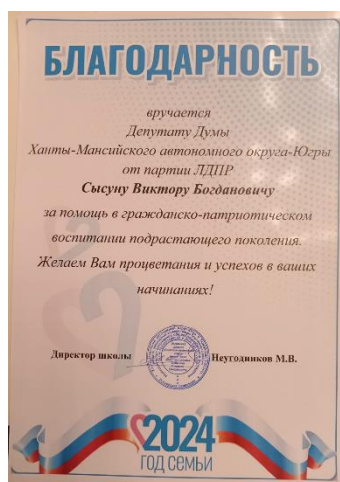 БЛАГОДАРНОСТЬ
вручается
Депутату Думы
Ханты-Мансийского автономного округа-Югры
от партии ЛДПР
Сысуну Виктору Богдановичу
за помощь в гражданско-патриотическом
воспитании подрастающего поколения.
Желаем Вам процветания и успехов в ваших
начинаниях!
Директор школы Неугодников М.В.
2024
ГОД СЕМЬИ